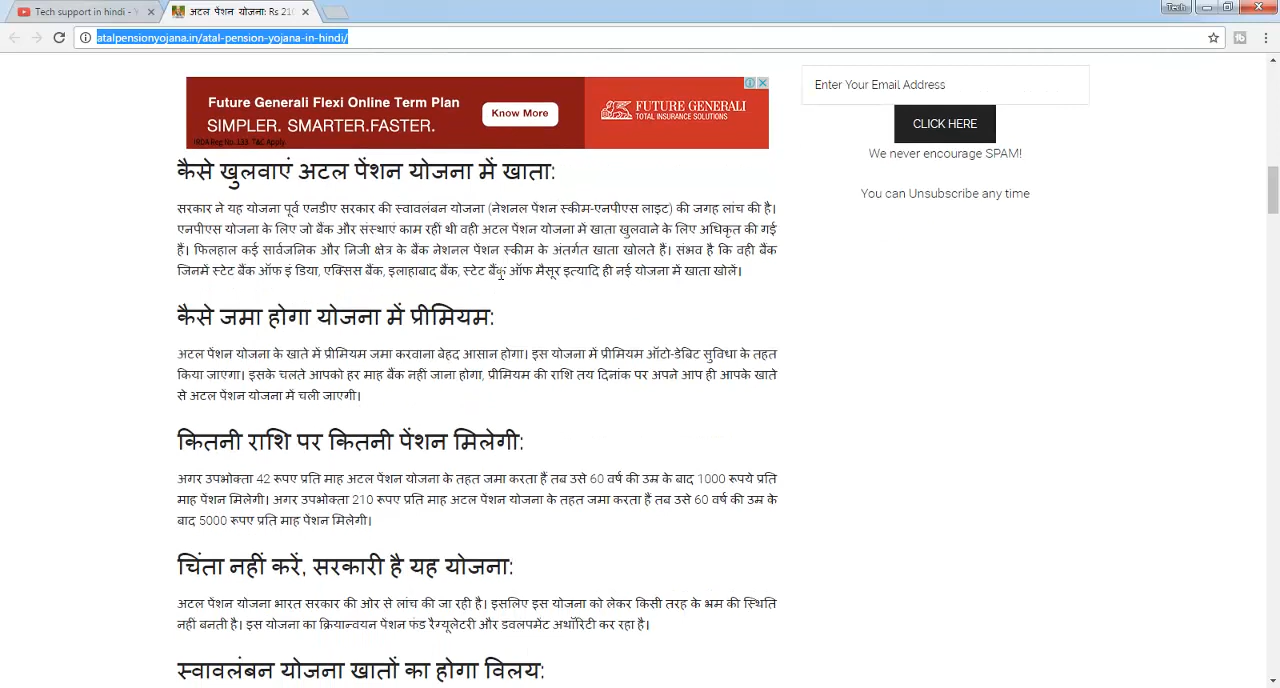 Tech support in hindi - Y
अटल पेंशन योजना: Rs 210
Tech
atalpensionyojana.in/atal-pension-yojana-in-hindi/
Future Generali Flexi Online Term Plan
SIMPLER. SMARTER.FASTER.
IRDA Reg No.133. T&C Apply
Know More
FUTURE GENERALI
TOTAL INSURANCE SOLUTIONS
Enter Your Email Address
CLICK HERE
We never encourage SPAM!
You can Unsubscribe any time
कैसे खुलवाएं अटल पेंशन योजना में खाता:
सरकार ने यह योजना पूर्व एनडीए सरकार की स्वावलंबन योजना (नेशनल पेंशन स्कीम-एनपीएस लाइट) की जगह लांच की है।
एनपीएस योजना के लिए जो बैंक और संस्थाएं काम रहीं थी वही अटल पेंशन योजना में खाता खुलवाने के लिए अधिकृत की गई
हैं। फिलहाल कई सार्वजनिक और निजी क्षेत्र के बैंक नेशनल पेंशन स्कीम के अंतर्गत खाता खोलते हैं। संभव है कि वही बैंक
जिनमें स्टेट बैंक ऑफ इंडिया, एक्सिस बैंक, इलाहाबाद बैंक, स्टेट बैंक ऑफ मैसूर इत्यादि ही नई योजना में खाता खोलें।
कैसे जमा होगा योजना में प्रीमियम:
अटल पेंशन योजना के खाते में प्रीमियम जमा करवाना बेहद आसान होगा। इस योजना में प्रीमियम ऑटो-डेबिट सुविधा के तहत
किया जाएगा। इसके चलते आपको हर माह बैंक नहीं जाना होगा, प्रीमियम की राशि तय दिनांक पर अपने आप ही आपके खाते
से अटल पेंशन योजना में चली जाएगी।
कितनी राशि पर कितनी पेंशन मिलेगी:
अगर उपभोक्ता 42 रूपए प्रति माह अटल पेंशन योजना के तहत जमा करता हैं तब उसे 60 वर्ष की उम्र के बाद 1000 रूपये प्रति
माह पेंशन मिलेगी। अगर उपभोक्ता 210 रूपए प्रति माह अटल पेंशन योजना के तहत जमा करता हैं तब उसे 60 वर्ष की उम्र के
बाद 5000 रूपए प्रति माह पेंशन मिलेगी।
चिंता नहीं करें, सरकारी है यह योजना:
अटल पेंशन योजना भारत सरकार की ओर से लांच की जा रही है। इसलिए इस योजना को लेकर किसी तरह के भ्रम की स्थिति
नहीं बनती है। इस योजना का क्रियान्वयन पेंशन फंड रैग्यूलेटरी और डवलपमेंट अथॉरिटी कर रहा है।
स्वावलंबन योजना खातों का होगा विलय: